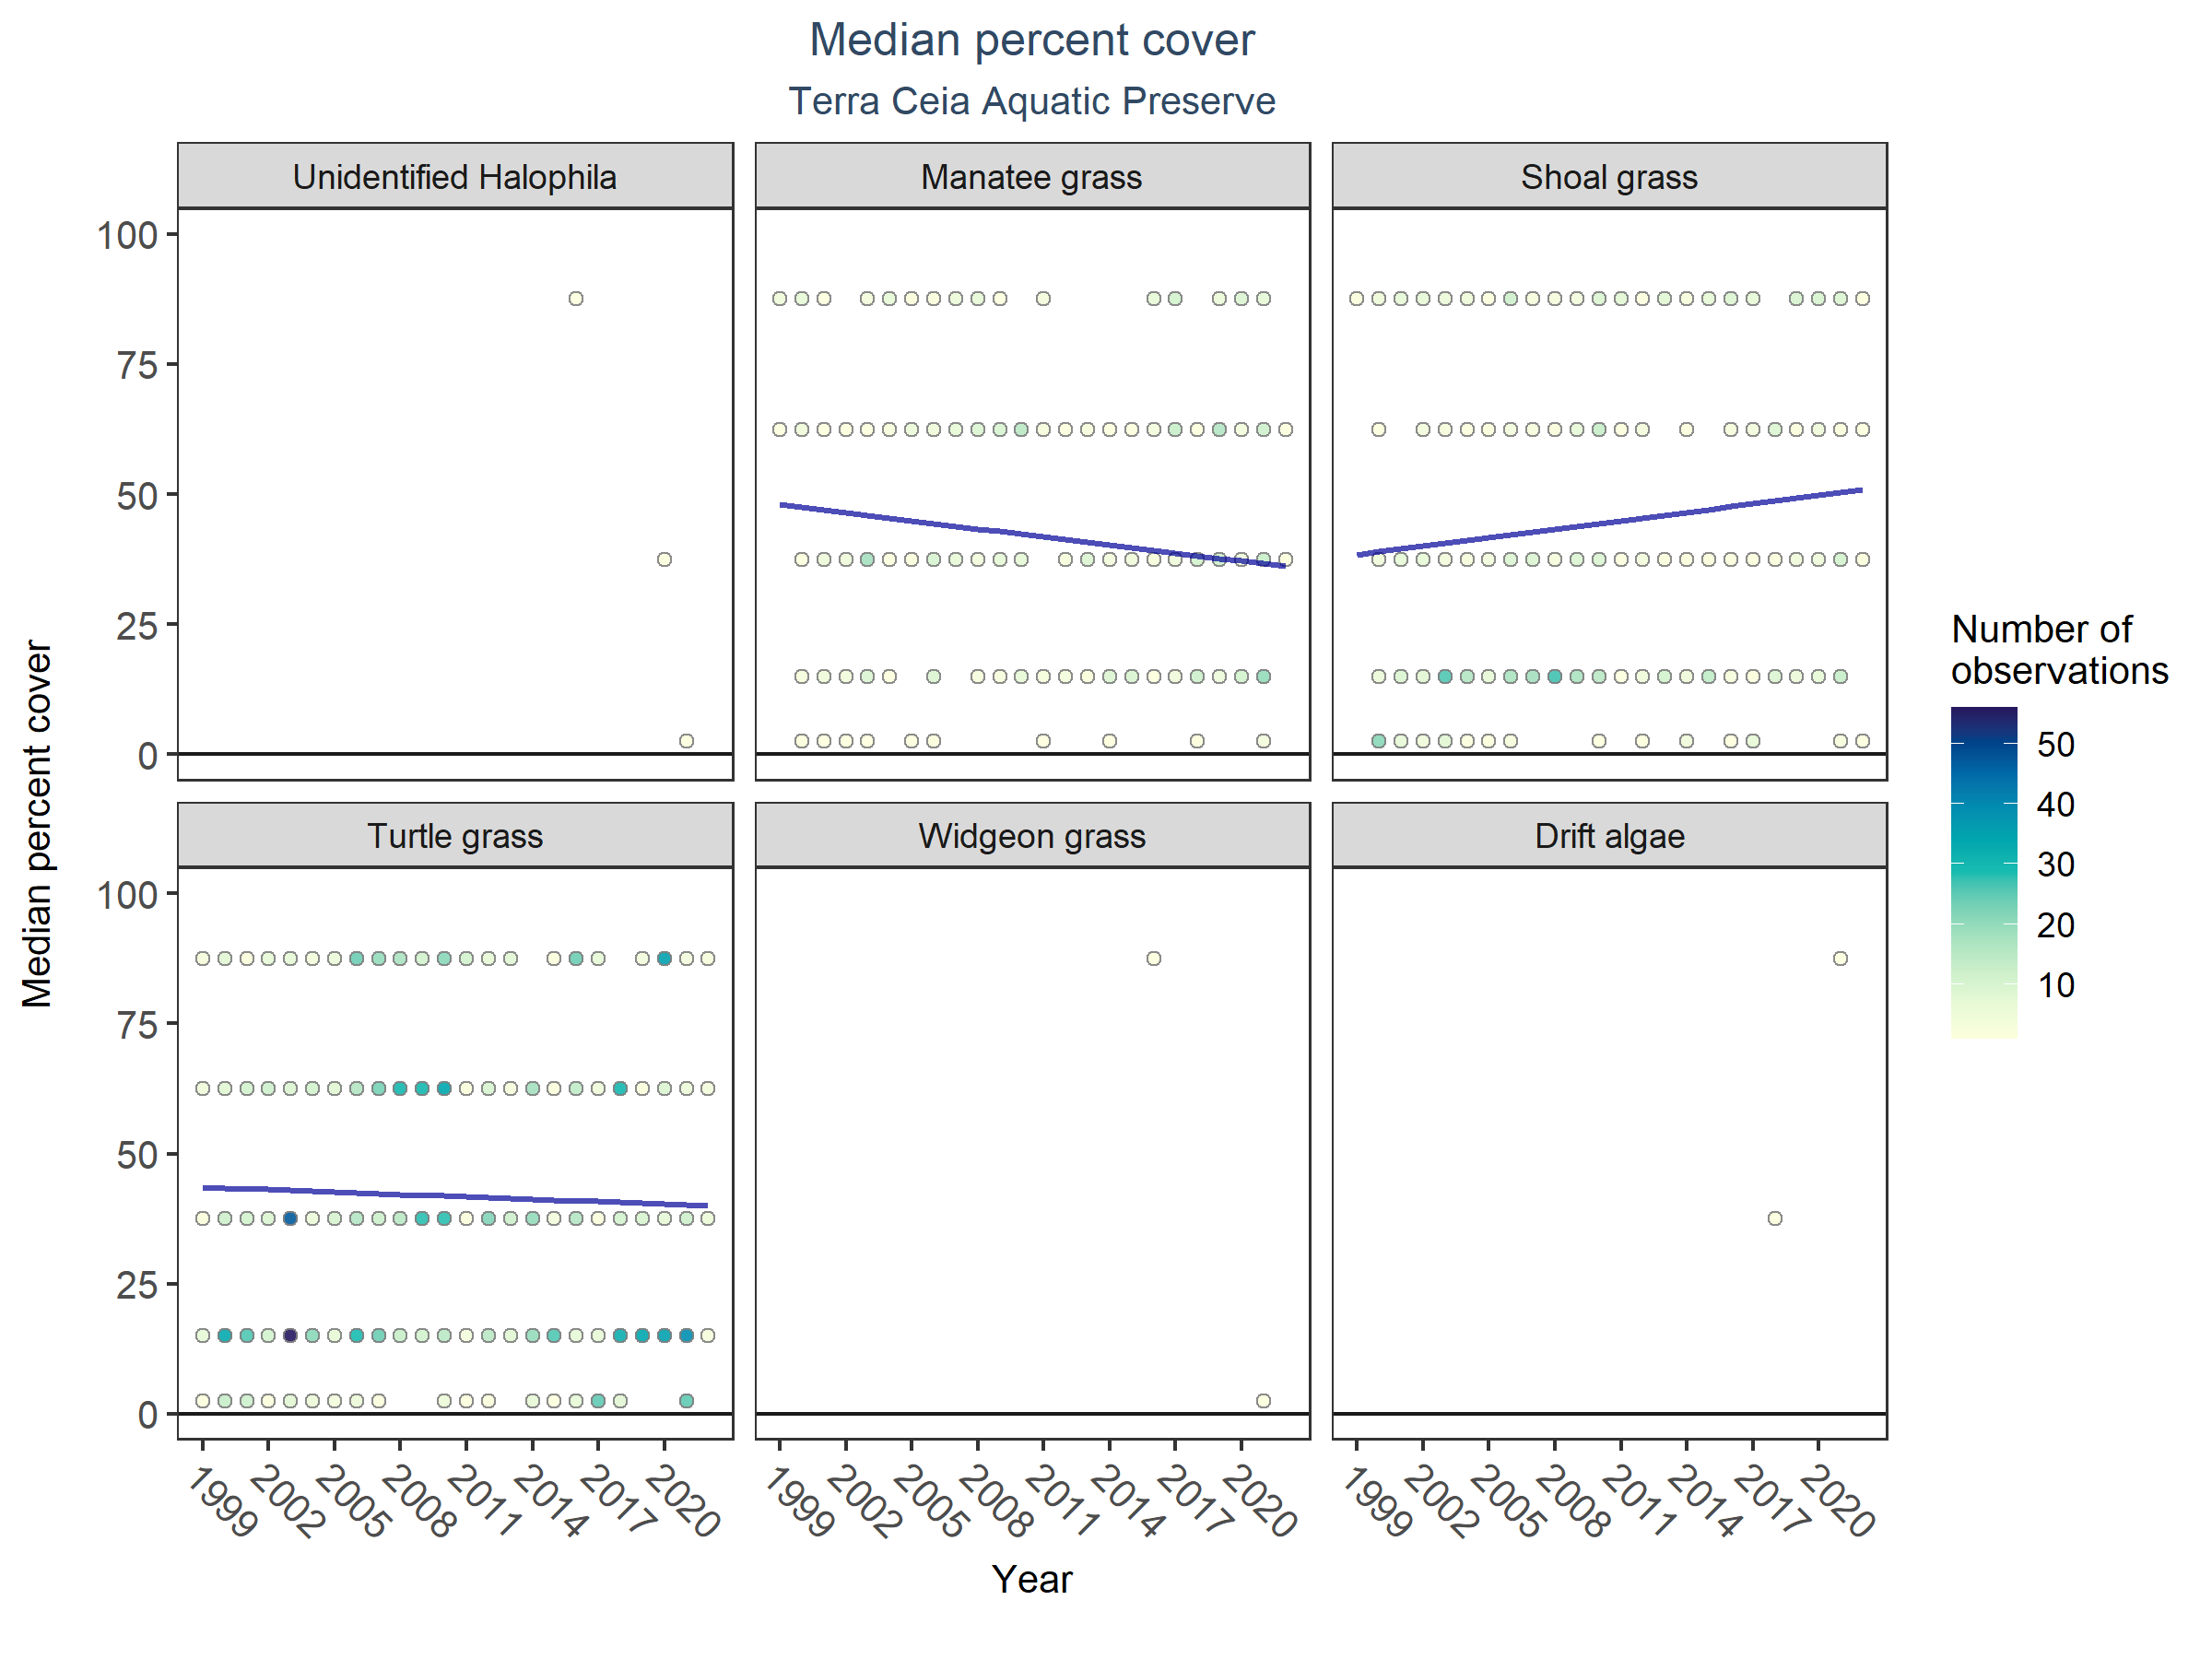 Median percent cover
Terra Ceia Aquatic Preserve
Unidentified Halophila
Manatee grass
Shoal grass
100
75
50
25
0
Turtle grass
Widgeon grass
Drift algae
100
75
50
25
0
Median percent cover
1999 2002 2005 2008 2011 2014 2017 2020
1999 2002 2005 2008 2011 2014 2017 2020
1999 2002 2005 2008 2011 2014 2017 2020
Year
Number of
observations
50
40
30
20
10